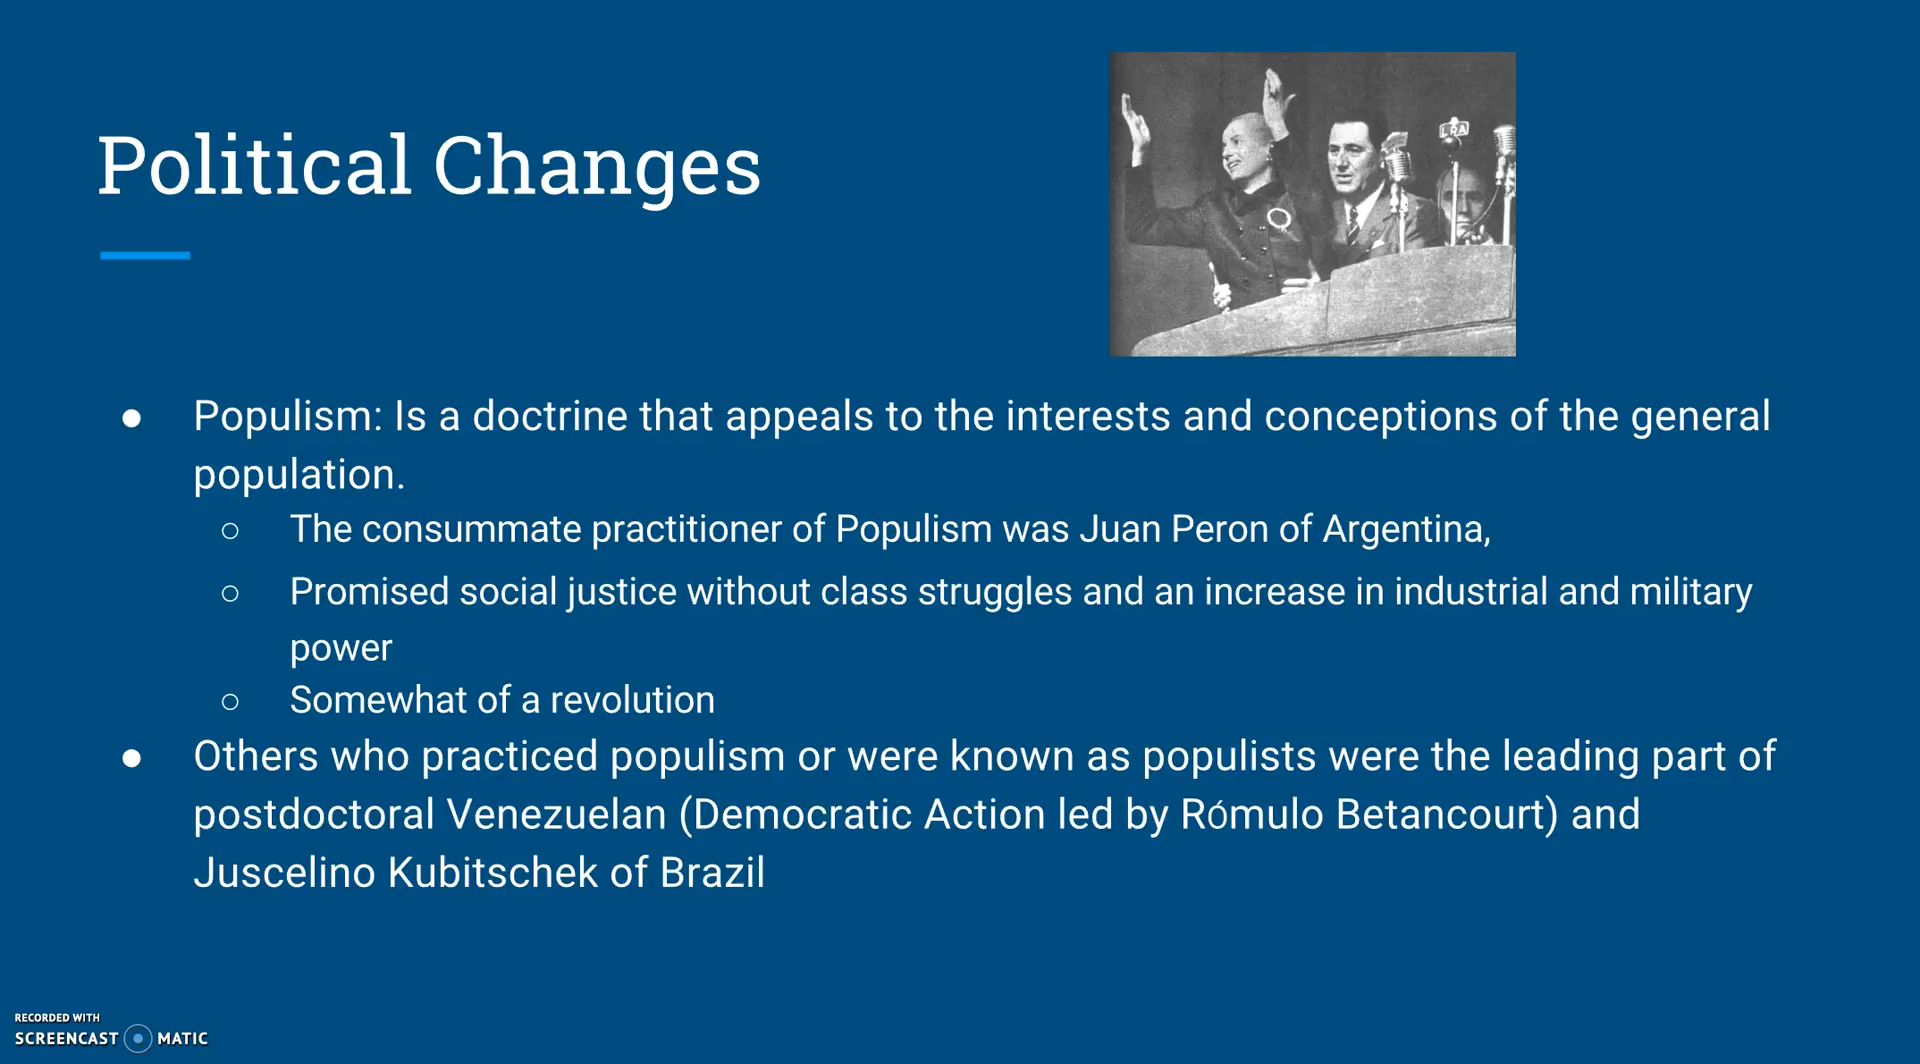 Political Changes
LRA
● Populism: Is a doctrine that appeals to the interests and conceptions of the general
population.
○ The consummate practitioner of Populism was Juan Peron of Argentina,
○ Promised social justice without class struggles and an increase in industrial and military
power
○ Somewhat of a revolution
● Others who practiced populism or were known as populists were the leading part of
postdoctoral Venezuelan (Democratic Action led by Rómulo Betancourt) and
Juscelino Kubitschek of Brazil
RECORDED WITH
SCREENCAST MATIC